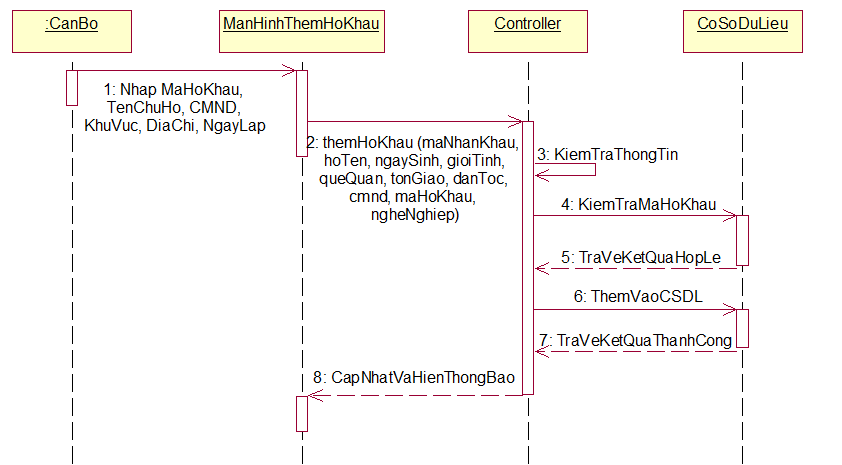 :CanBo
ManHinhThemHoKhau
Controller
CoSoDuLieu
1: Nhap MaHoKhau,
TenChuHo, CMND,
KhuVuc, DiaChi, NgayLap
2: themHoKhau (maNhanKhau,
hoTen, ngaySinh, gioiTinh,
queQuan, tonGiao, danToc,
cmnd, maHoKhau,
ngheNghiep)
3: KiemTraThongTin
4: KiemTraMaHoKhau
5: TraVeKetQuaHopLe
6: ThemVaoCSDL
7: TraVeKetQuaThanhCong
8: CapNhatVaHienThongBao